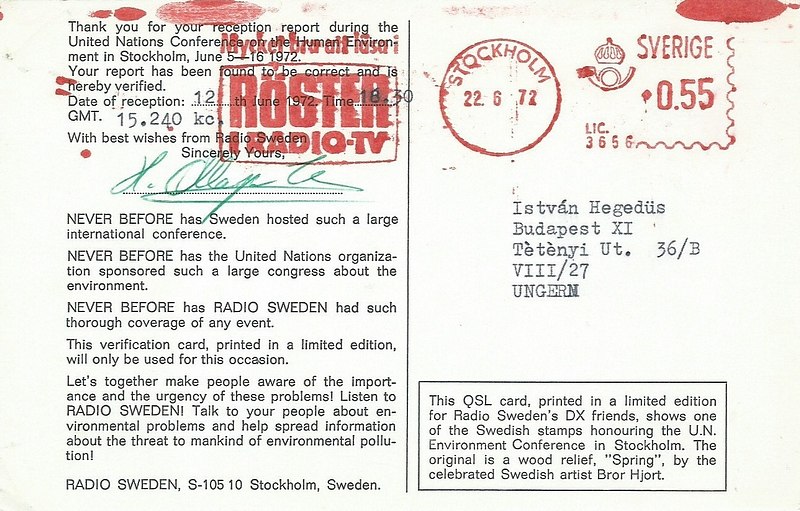 Thank you for your reception report during the
United Nations Conference on the Human Environ-
ment in Stockholm, June 5—16 1972.
Your report has been found to be correct and is
hereby verified.
Date of reception: 12 th June 1972. Time 18.30
GMT. 15.240 kc.
With best wishes from Radio Sweden
Sincerely Yours,
RÖSTER
I RADIO-TV
NEVER BEFORE has Sweden hosted such a large
international conference.
NEVER BEFORE has the United Nations organiza-
tion sponsored such a large congress about the
environment.
NEVER BEFORE has RADIO SWEDEN had such
thorough coverage of any event.
This verification card, printed in a limited edition,
will only be used for this occasion.
Let's together make people aware of the import-
ance and the urgency of these problems! Listen to
RADIO SWEDEN! Talk to your people about en-
vironmental problems and help spread information
about the threat to mankind of environmental pollu-
tion!
RADIO SWEDEN, S-105 10 Stockholm, Sweden.
STOCKHOLM
22. 6 72
SVERIGE
0.55
LIC.
3656
István Hegedüs
Budapest XI
Tètènyi Ut. 36/B
VIII/27
UNGERN
This QSL card, printed in a limited edition
for Radio Sweden's DX friends, shows one
of the Swedish stamps honouring the U.N.
Environment Conference in Stockholm. The
original is a wood relief, "Spring", by the
celebrated Swedish artist Bror Hjort.